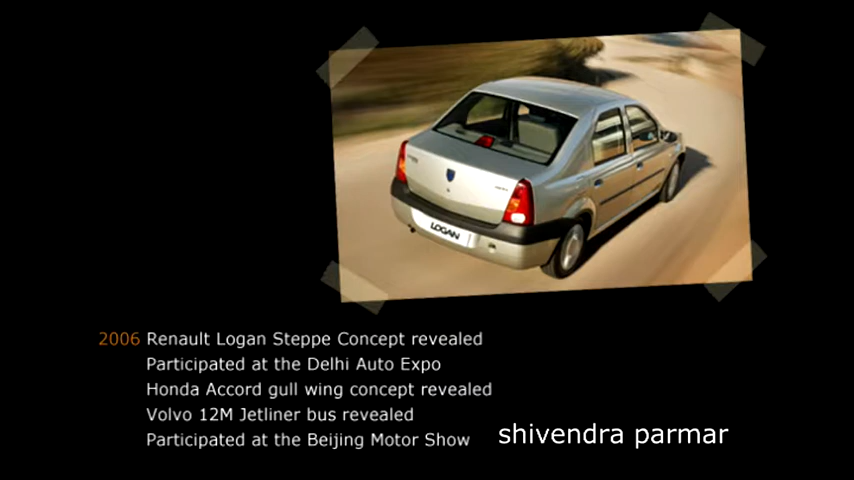 LOGAN
2006 Renault Logan Steppe Concept revealed
Participated at the Delhi Auto Expo
Honda Accord gull wing concept revealed
Volvo 12M Jetliner bus revealed
Participated at the Beijing Motor Show
shivendra parmar